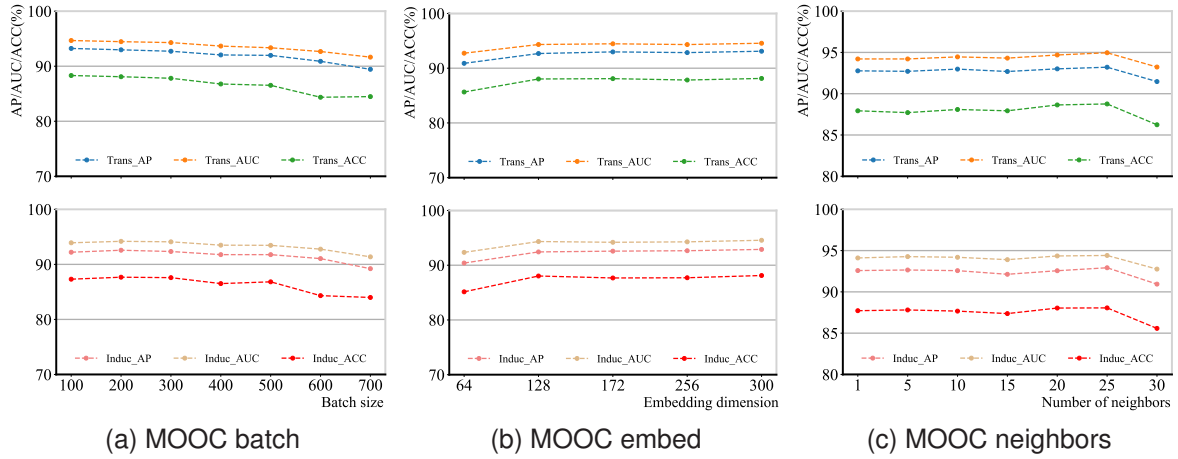 AP/AUC/ACC(%)
100
90
80
70
Trans_AP Trans_AUC Trans_ACC
100
90
80
70
Induc_AP Induc_AUC Induc_ACC
100 200 300 400 500 600 700
Batch size
(a) MOOC batch
AP/AUC/ACC(%)
100
90
80
70
Trans_AP Trans_AUC Trans_ACC
100
90
80
70
Induc_AP Induc_AUC Induc_ACC
64 128 172 256 300
Embedding dimension
(b) MOOC embed
AP/AUC/ACC(%)
100
95
90
85
80
Trans_AP Trans_AUC Trans_ACC
100
95
90
85
80
Induc_AP Induc_AUC Induc_ACC
1 5 10 15 20 25 30
Number of neighbors
(c) MOOC neighbors